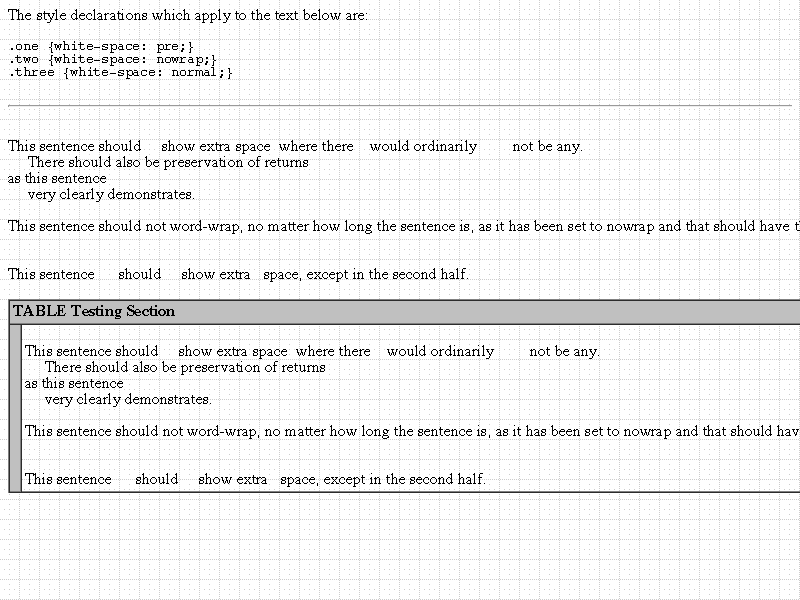 The style declarations which apply to the text below are:
.one {white-space: pre;}
.two {white-space: nowrap;}
.three {white-space: normal;}
This sentence should     show extra space  where there    would ordinarily         not be any.
     There should also be preservation of returns
as this sentence
     very clearly demonstrates.
This sentence should not word-wrap, no matter how long the sentence is, as it has been set to nowrap and that should have
This sentence      should     show extra   space, except in the second half.
TABLE Testing Section
This sentence should     show extra space  where there    would ordinarily         not be any.
     There should also be preservation of returns
as this sentence
     very clearly demonstrates.
This sentence should not word-wrap, no matter how long the sentence is, as it has been set to nowrap and that should
This sentence      should     show extra   space, except in the second half.